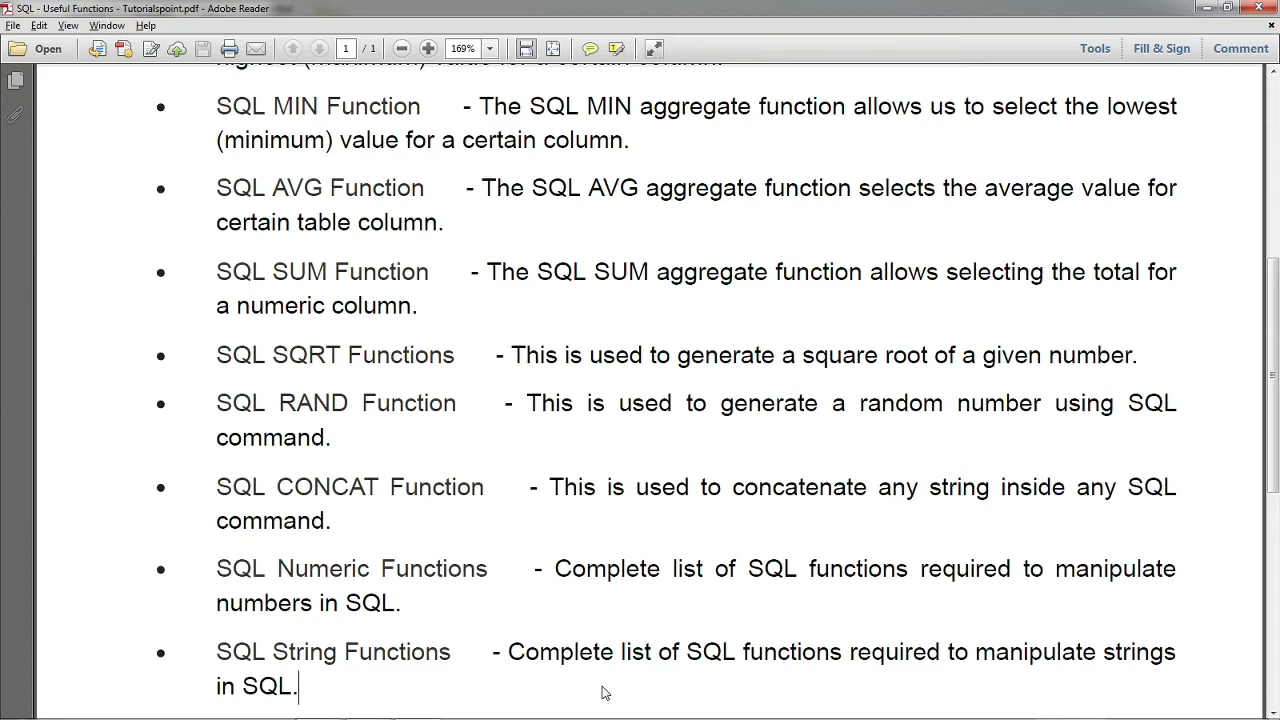 SQL - Useful Functions - Tutorialspoint.pdf - Adobe Reader
File Edit View Window Help
Open 1 / 1 169% Tools Fill & Sign Comment
highest (maximum) value for a certain column.
• SQL MIN Function - The SQL MIN aggregate function allows us to select the lowest
(minimum) value for a certain column.
• SQL AVG Function - The SQL AVG aggregate function selects the average value for
certain table column.
• SQL SUM Function - The SQL SUM aggregate function allows selecting the total for
a numeric column.
• SQL SQRT Functions - This is used to generate a square root of a given number.
• SQL RAND Function - This is used to generate a random number using SQL
command.
• SQL CONCAT Function - This is used to concatenate any string inside any SQL
command.
• SQL Numeric Functions - Complete list of SQL functions required to manipulate
numbers in SQL.
• SQL String Functions - Complete list of SQL functions required to manipulate strings
in SQL.